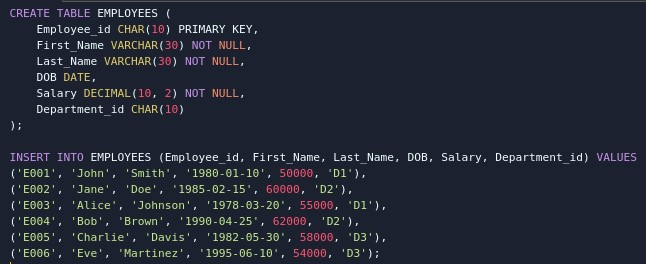 CREATE TABLE EMPLOYEES (
    Employee_id CHAR(10) PRIMARY KEY,
    First_Name VARCHAR(30) NOT NULL,
    Last_Name VARCHAR(30) NOT NULL,
    DOB DATE,
    Salary DECIMAL(10, 2) NOT NULL,
    Department_id CHAR(10)
);

INSERT INTO EMPLOYEES (Employee_id, First_Name, Last_Name, DOB, Salary, Department_id) VALUES
('E001', 'John', 'Smith', '1980-01-10', 50000, 'D1'),
('E002', 'Jane', 'Doe', '1985-02-15', 60000, 'D2'),
('E003', 'Alice', 'Johnson', '1978-03-20', 55000, 'D1'),
('E004', 'Bob', 'Brown', '1990-04-25', 62000, 'D2'),
('E005', 'Charlie', 'Davis', '1982-05-30', 58000, 'D3'),
('E006', 'Eve', 'Martinez', '1995-06-10', 54000, 'D3');